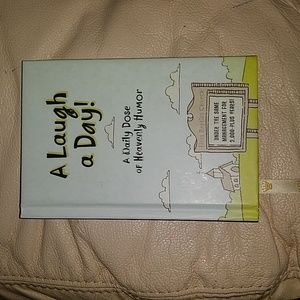 A Laugh
a Day!
A Daily Dose
of Heavenly Humor
UNDER THE SAME
MANAGEMENT FOR
2,000-PLUS YEARS!